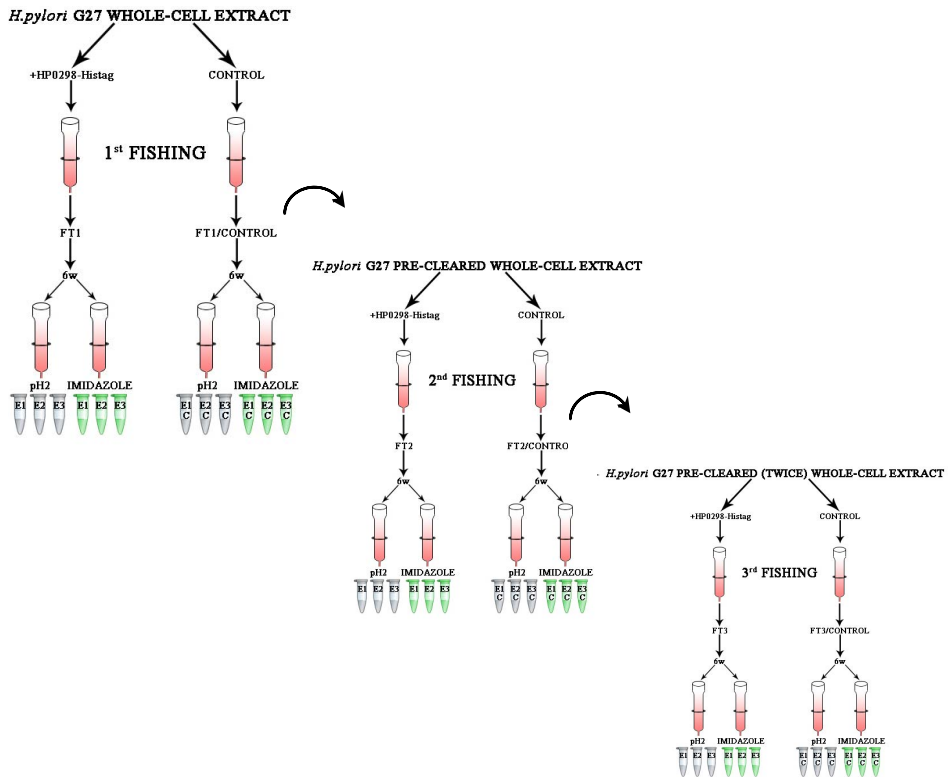 H.pylori G27 WHOLE-CELL EXTRACT
+HP0298-Histag CONTROL
1st FISHING
FT1 FT1/CONTROL
6w 6w
pH2 IMIDAZOLE pH2 IMIDAZOLE
E1 E2 E3 E1 E2 E3 E1 C E2 C E3 C E1 C E2 C E3 C
H.pylori G27 PRE-CLEARED WHOLE-CELL EXTRACT
+HP0298-Histag CONTROL
2nd FISHING
FT2 FT2/CONTRO
6w 6w
pH2 IMIDAZOLE pH2 IMIDAZOLE
E1 E2 E3 E1 E2 E3 E1 C E2 C E3 C E1 C E2 C E3 C
H.pylori G27 PRE-CLEARED (TWICE) WHOLE-CELL EXTRACT
+HP0298-Histag CONTROL
3rd FISHING
FT3 FT3/CONTROL
6w 6w
pH2 IMIDAZOLE pH2 IMIDAZOLE
E1 E2 E3 E1 E2 E3 E1 C E2 C E3 C E1 C E2 C E3 C